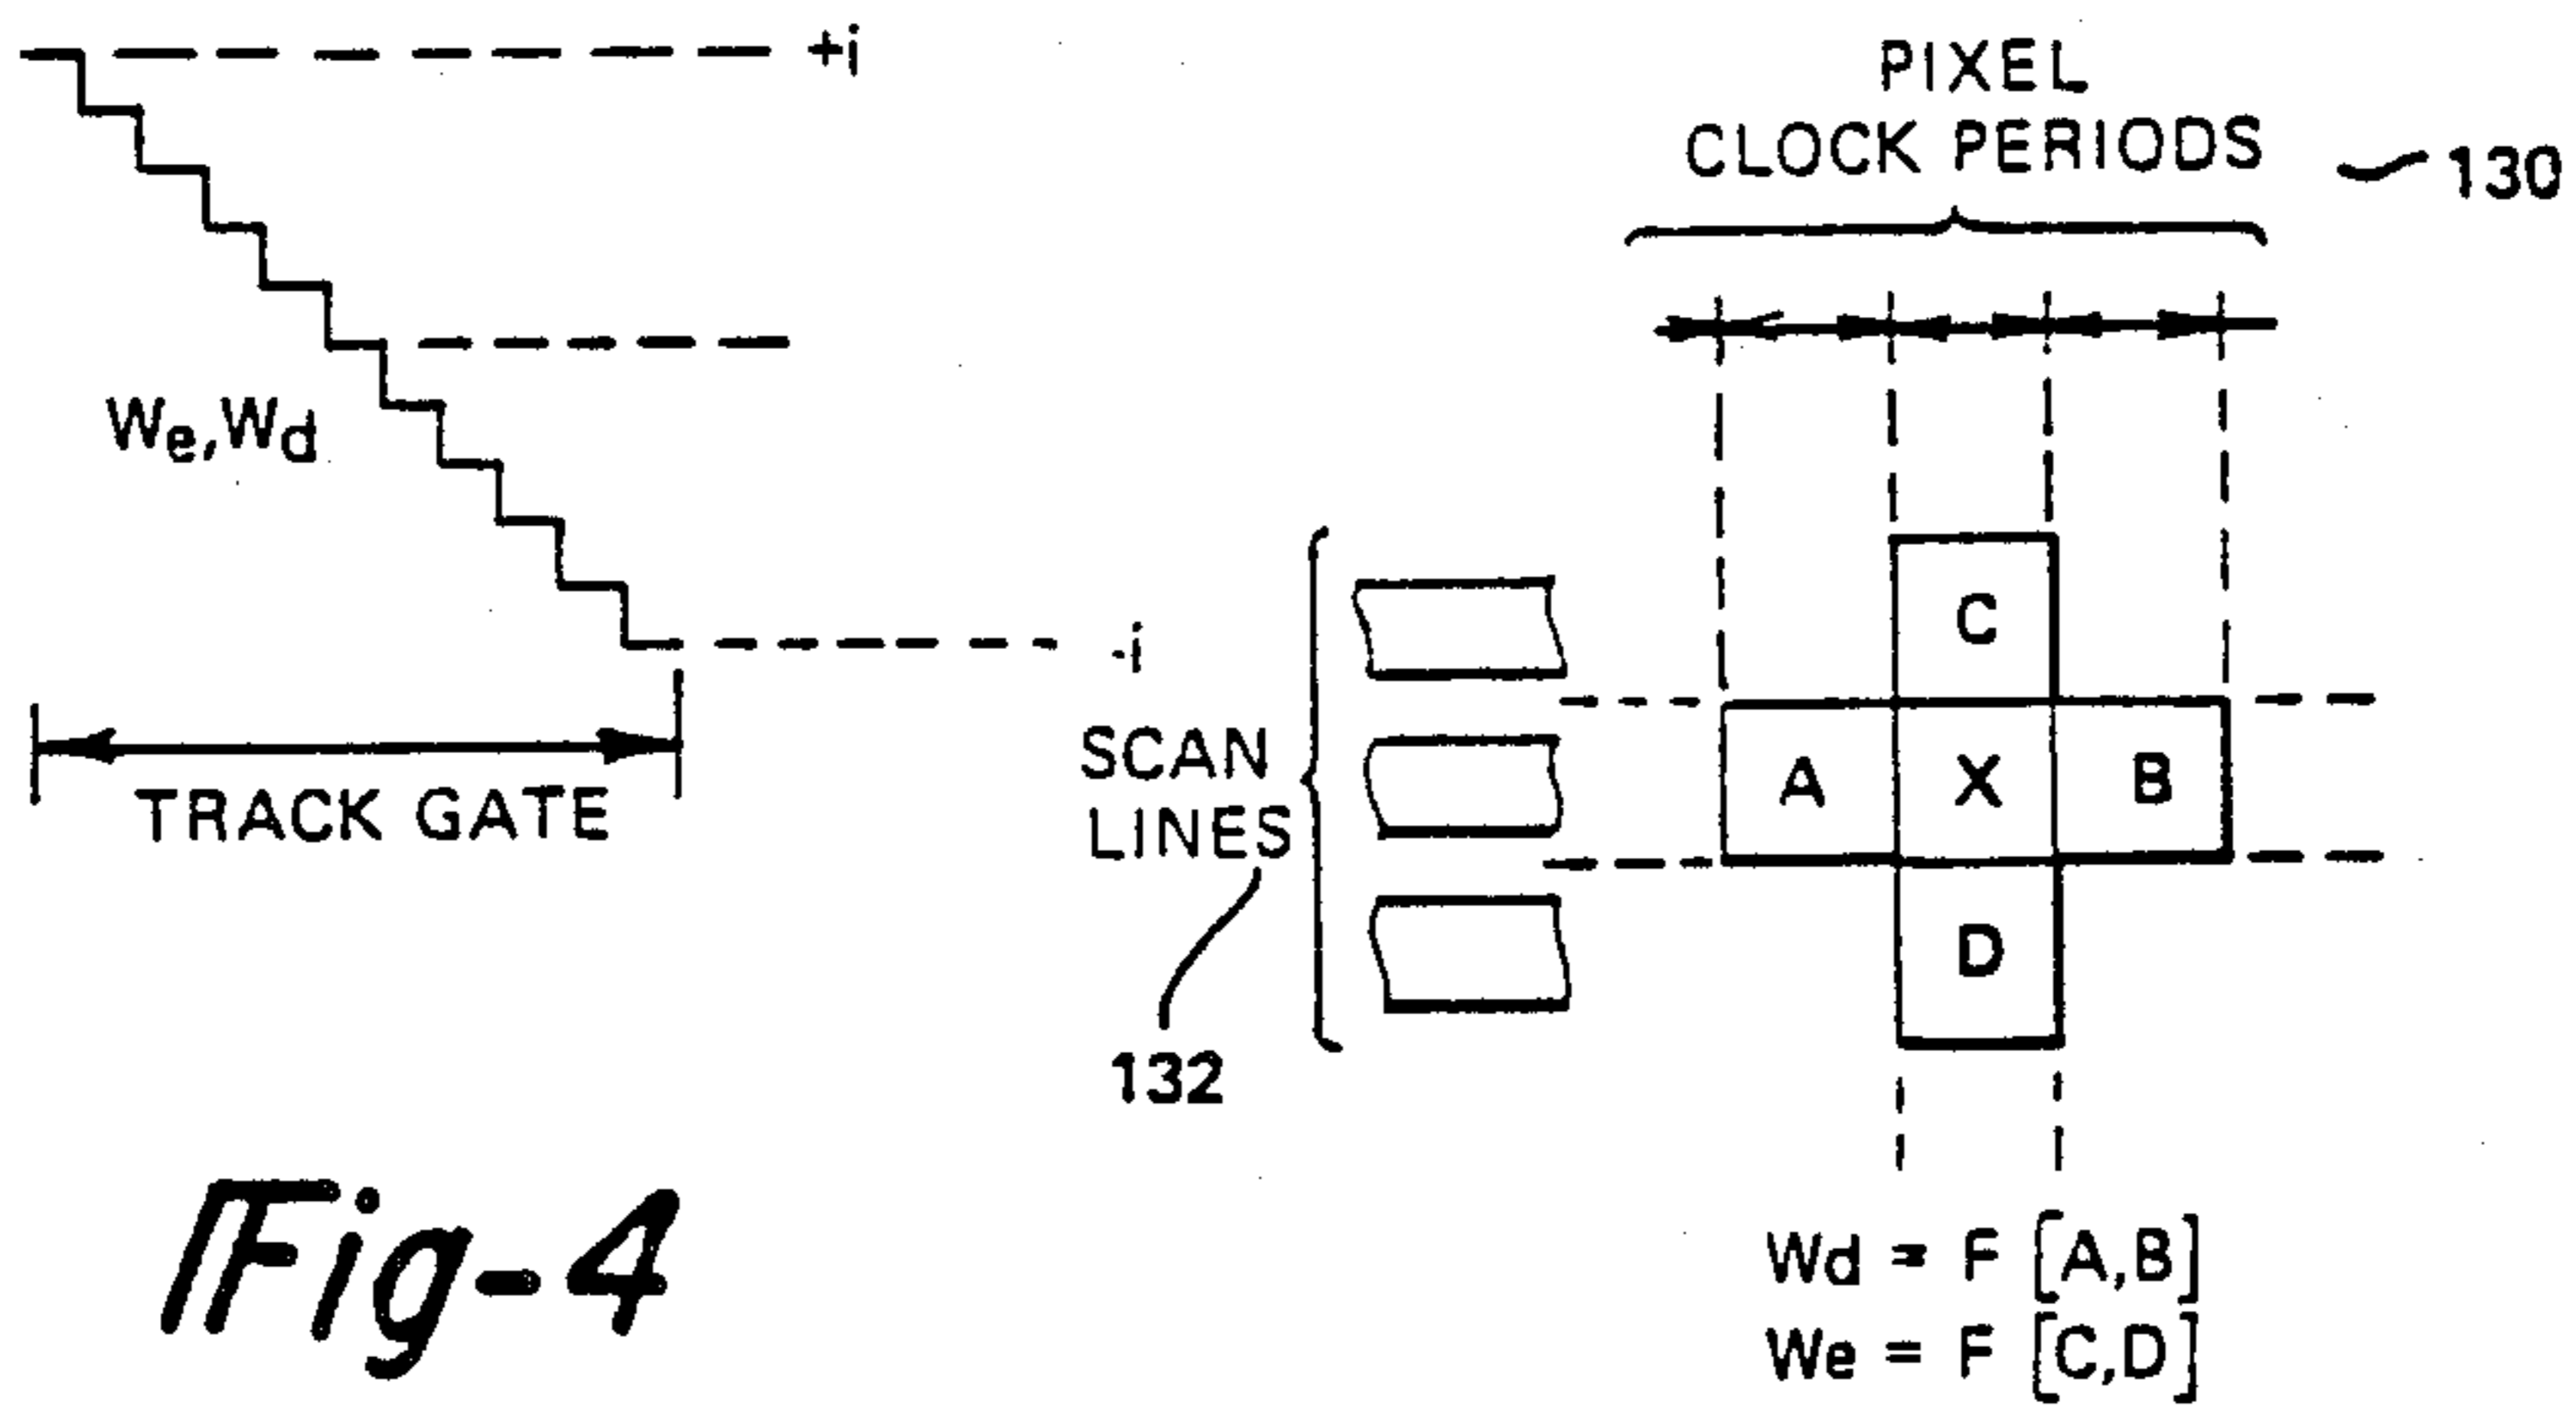 +i
PIXEL
CLOCK PERIODS
130
We,Wd
-i
TRACK GATE
SCAN
LINES
132
C
A X B
D
Wd = F [A,B]
We = F [C,D]
Fig-4